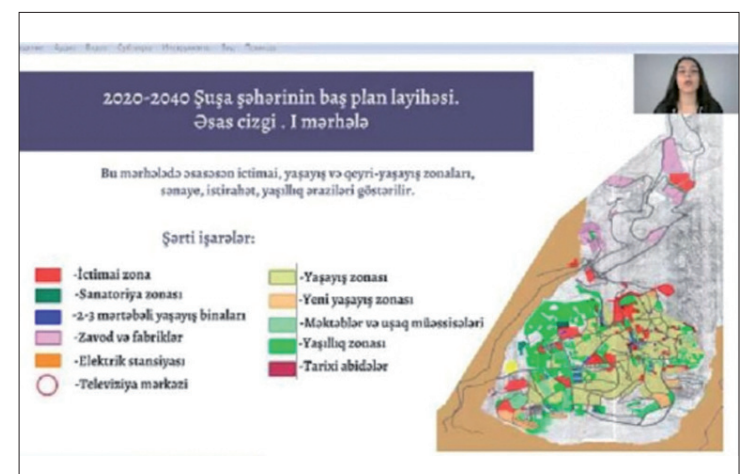 2020-2040 Şuşa şəhərinin baş plan layihəsi.
Əsas cizgi . I mərhələ
Bu mərhələdə əsasəsən ictimai, yaşayış və qeyri-yaşayış zonaları,
sənaye, istirahət, yaşıllıq əraziləri göstərilir.
Şərti işarələr:
-İctimai zona
-Sanatoriya zonası
-2-3 mərtəbəli yaşayış binaları
-Zavod və fabriklər
-Elektrik stansiyası
-Televiziya mərkəzi
-Yaşayış zonası
-Yeni yaşayış zonası
-Məktəblər və uşaq müəssisələri
-Yaşıllıq zonası
-Tarixi abidələr